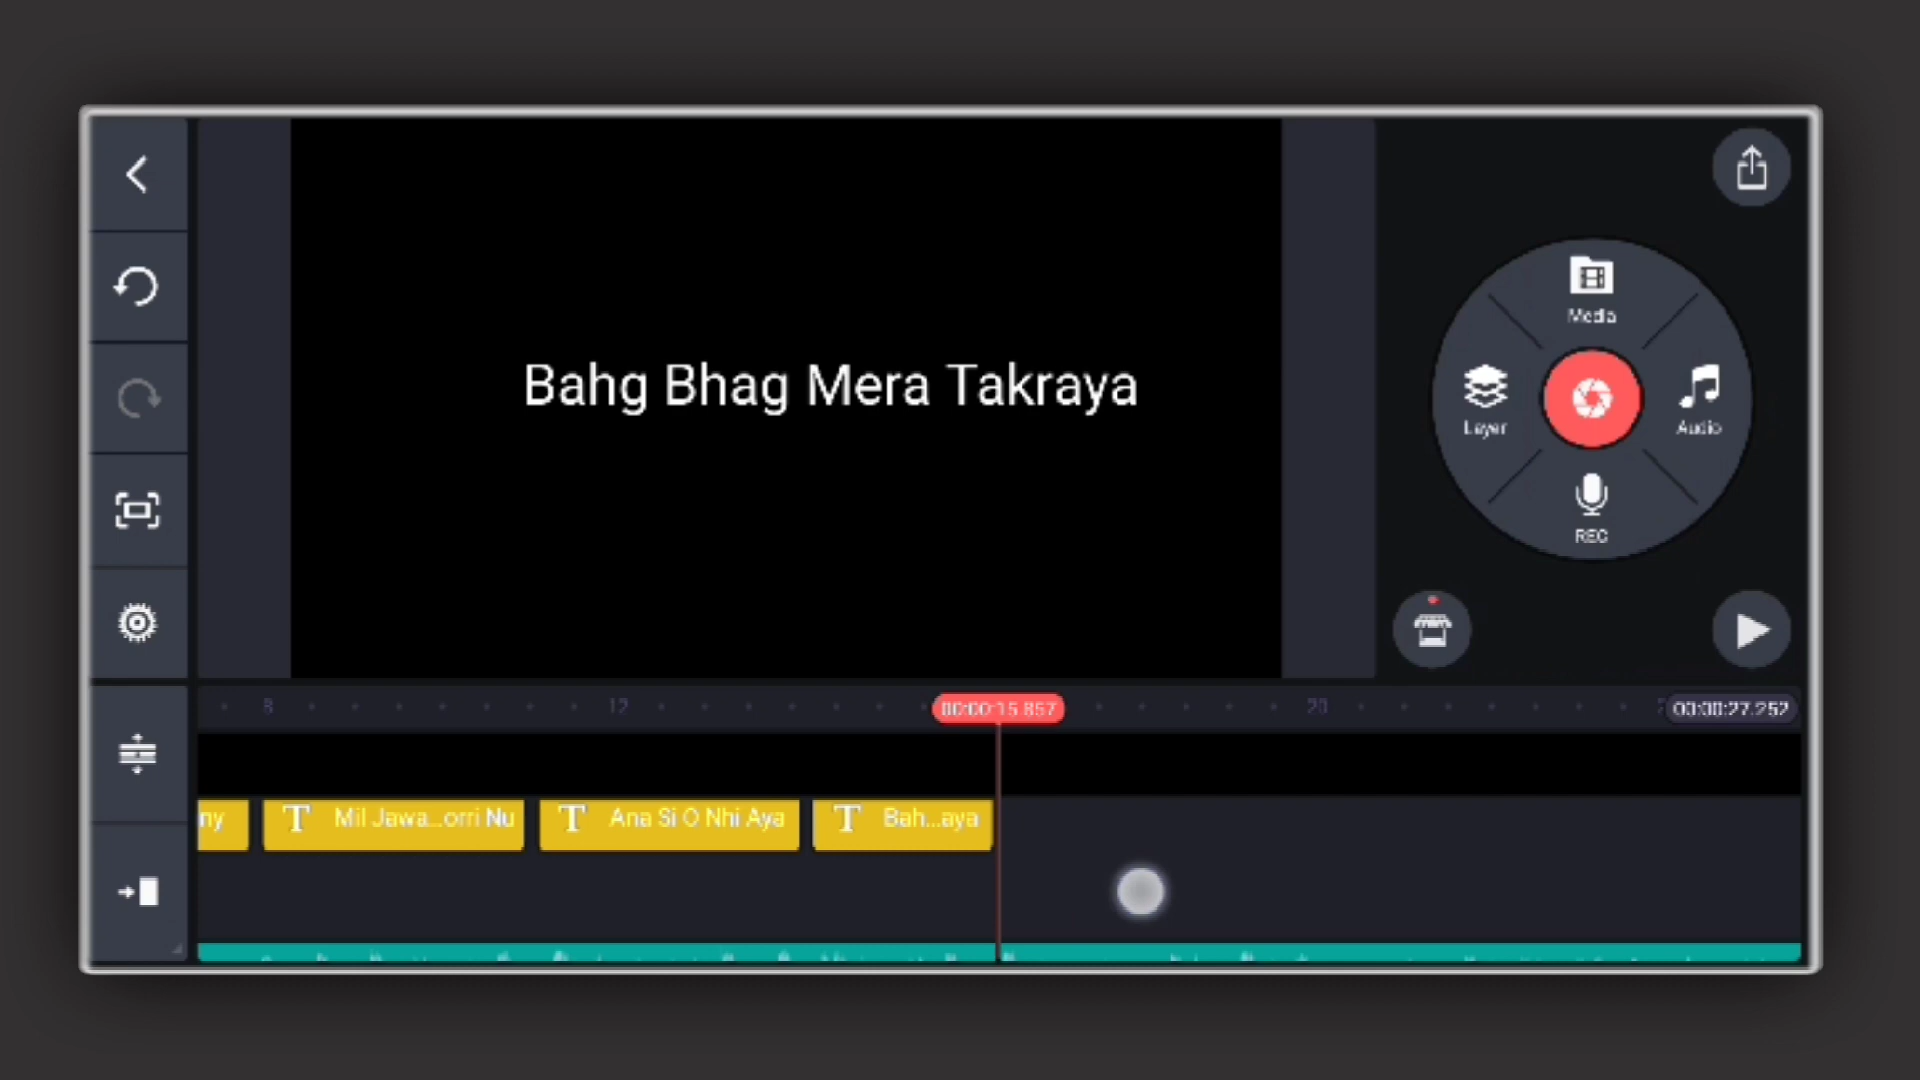 Media
Bahg Bhag Mera Takraya
Layer
Audio
REC
8
12
00:00:15.857
20
00:00:27.252
ny
T Mil Jawa...orri Nu
T Ana Si O Nhi Aya
T Bah...aya